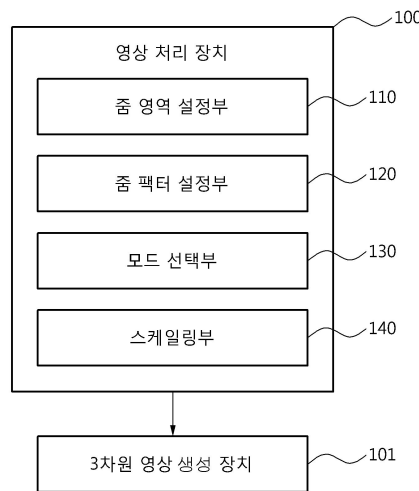 100
영상 처리 장치
줌 영역 설정부
110
줌 팩터 설정부
120
모드 선택부
130
스케일링부
140
3차원 영상 생성 장치
101